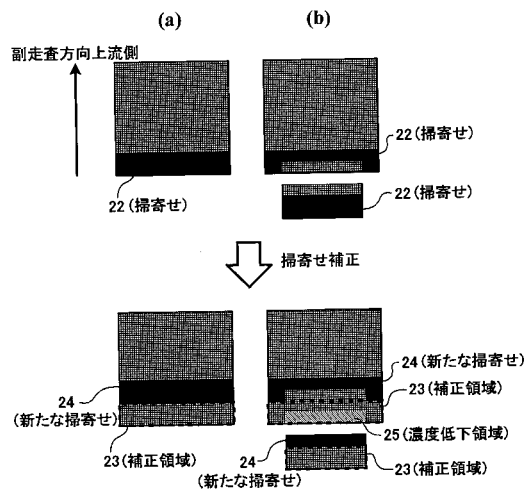 (a)
(b)
副走査方向上流側
22(掃寄せ)
22(掃寄せ)
22(掃寄せ)
掃寄せ補正
24
(新たな掃寄せ)
23(補正領域)
24(新たな掃寄せ)
23(補正領域)
25(濃度低下領域)
24
(新たな掃寄せ)
23(補正領域)